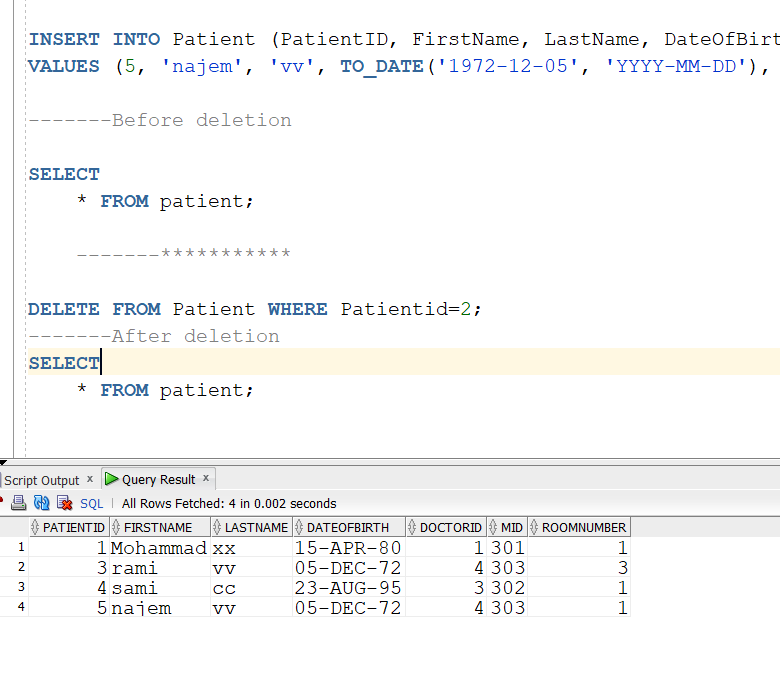 INSERT INTO Patient (PatientID, FirstName, LastName, DateOfBirt
VALUES (5, 'najem', 'vv', TO_DATE('1972-12-05', 'YYYY-MM-DD'),
-------Before deletion
SELECT
* FROM patient;
-------***********
DELETE FROM Patient WHERE Patientid=2;
-------After deletion
SELECT
* FROM patient;
Script Output x Query Result x
SQL | All Rows Fetched: 4 in 0.002 seconds
PATIENTID FIRSTNAME LASTNAME DATEOFBIRTH DOCTORID MID ROOMNUMBER
1 1 Mohammad xx 15-APR-80 1 301 1
2 3 rami vv 05-DEC-72 4 303 3
3 4 sami cc 23-AUG-95 3 302 1
4 5 najem vv 05-DEC-72 4 303 1